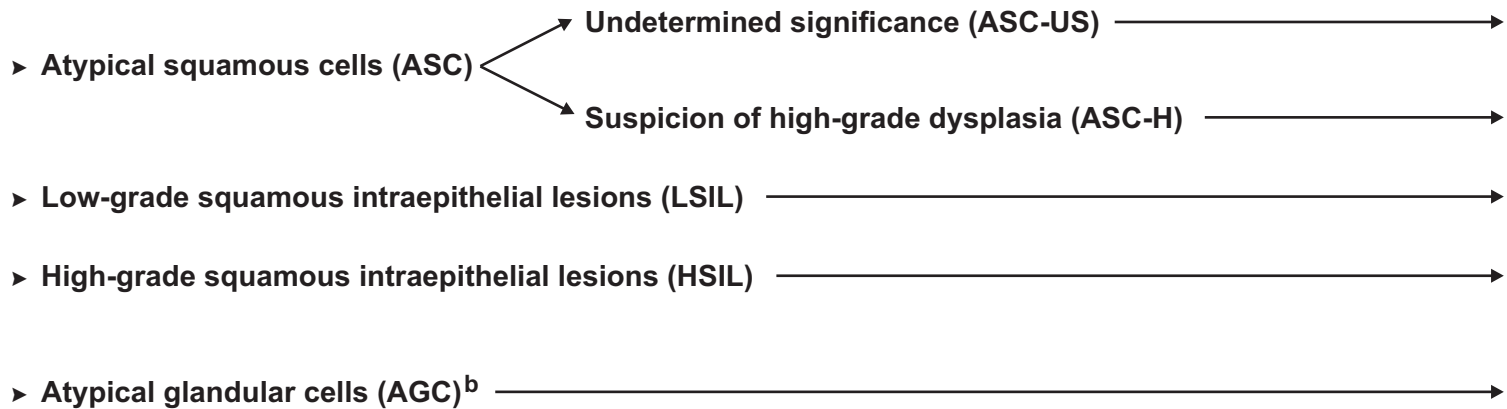 Undetermined significance (ASC-US)
➤ Atypical squamous cells (ASC)
Suspicion of high-grade dysplasia (ASC-H)
➤ Low-grade squamous intraepithelial lesions (LSIL)
➤ High-grade squamous intraepithelial lesions (HSIL)
➤ Atypical glandular cells (AGC)b